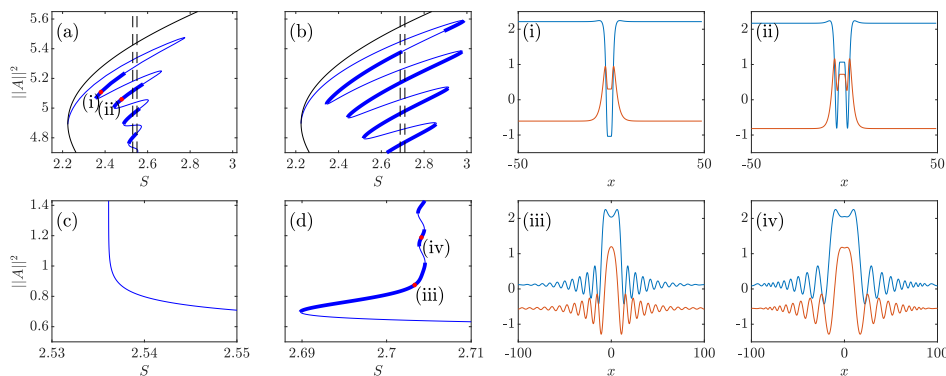 5.6
5.4
5.2
5
4.8
||A||²
(a)
(i)
(ii)
2.2 2.4 2.6 2.8 3
S
(b)
2.2 2.4 2.6 2.8 3
S
2
1
0
-1
(i)
-50 0 50
x
2
1
0
-1
(ii)
-50 0 50
x
1.4
1.2
1
0.8
0.6
||A||²
(c)
2.53 2.54 2.55
S
(d)
(iv)
(iii)
2.69 2.7 2.71
S
2
1
0
-1
(iii)
-100 0 100
x
2
1
0
-1
(iv)
-100 0 100
x